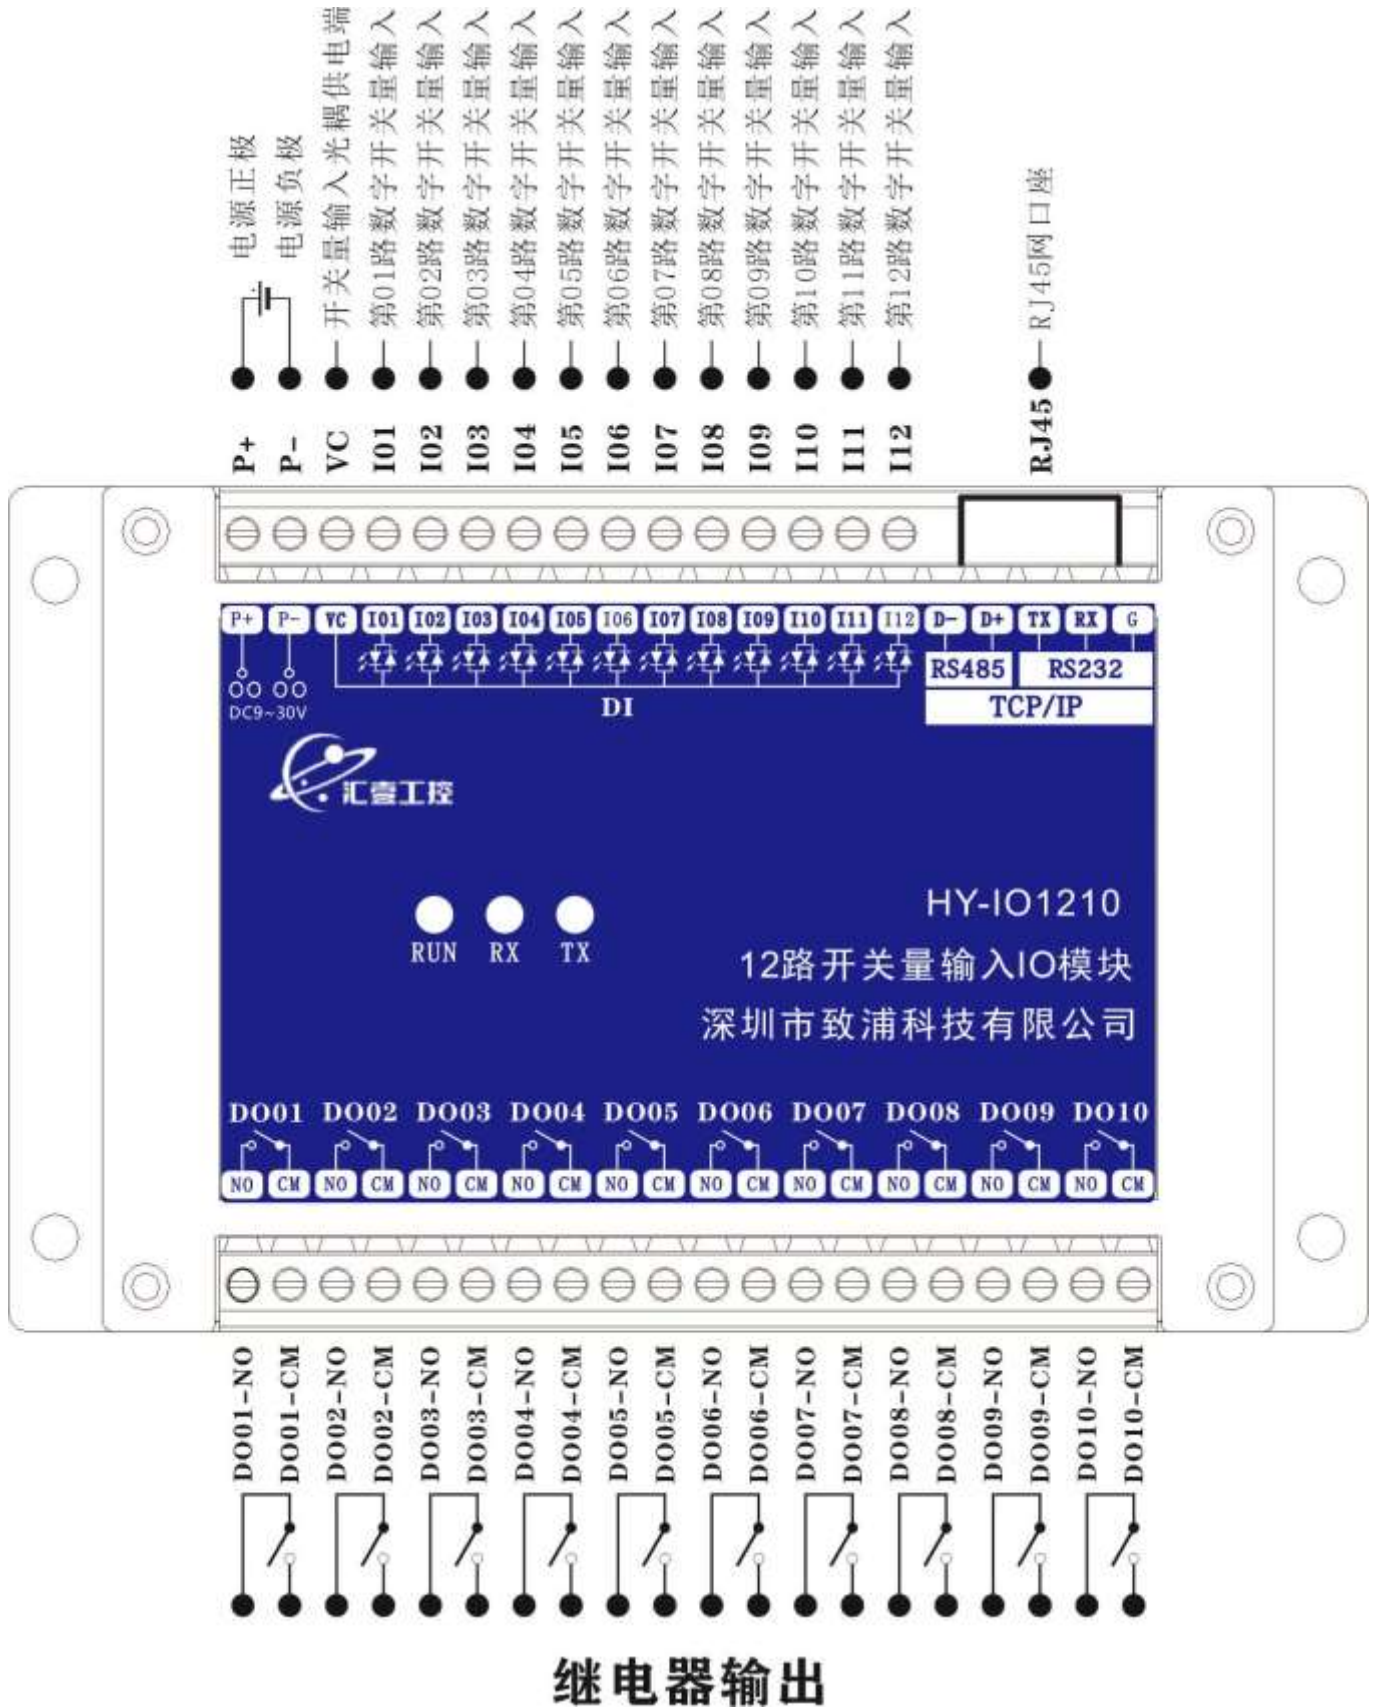 电源正极
电源负极
开关量输入光耦供电端
第01路数字开关量输入
第02路数字开关量输入
第03路数字开关量输入
第04路数字开关量输入
第05路数字开关量输入
第06路数字开关量输入
第07路数字开关量输入
第08路数字开关量输入
第09路数字开关量输入
第10路数字开关量输入
第11路数字开关量输入
第12路数字开关量输入
RJ45网口座
P+ P- VC I01 I02 I03 I04 I05 I06 I07 I08 I09 I10 I11 I12 RJ45
P+ P- VC I01 I02 I03 I04 I05 I06 I07 I08 I09 I10 I11 I12 D- D+ TX RX G
RS485 RS232
DC9~30V DI TCP/IP
汇壹工控
HY-IO1210
RUN RX TX
12路开关量输入IO模块
深圳市致浦科技有限公司
DO01 DO02 DO03 DO04 DO05 DO06 DO07 DO08 DO09 DO10
NO CM NO CM NO CM NO CM NO CM NO CM NO CM NO CM NO CM NO CM
DO01-NO
DO01-CM
DO02-NO
DO02-CM
DO03-NO
DO03-CM
DO04-NO
DO04-CM
DO05-NO
DO05-CM
DO06-NO
DO06-CM
DO07-NO
DO07-CM
DO08-NO
DO08-CM
DO09-NO
DO09-CM
DO10-NO
DO10-CM
继电器输出